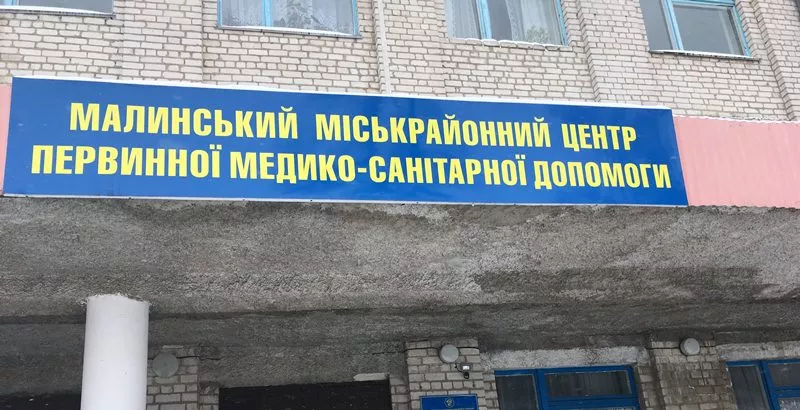 МАЛИНСЬКИЙ МІСЬКРАЙОННИЙ ЦЕНТР
ПЕРВИННОЇ МЕДИКО-САНІТАРНОЇ ДОПОМОГИ